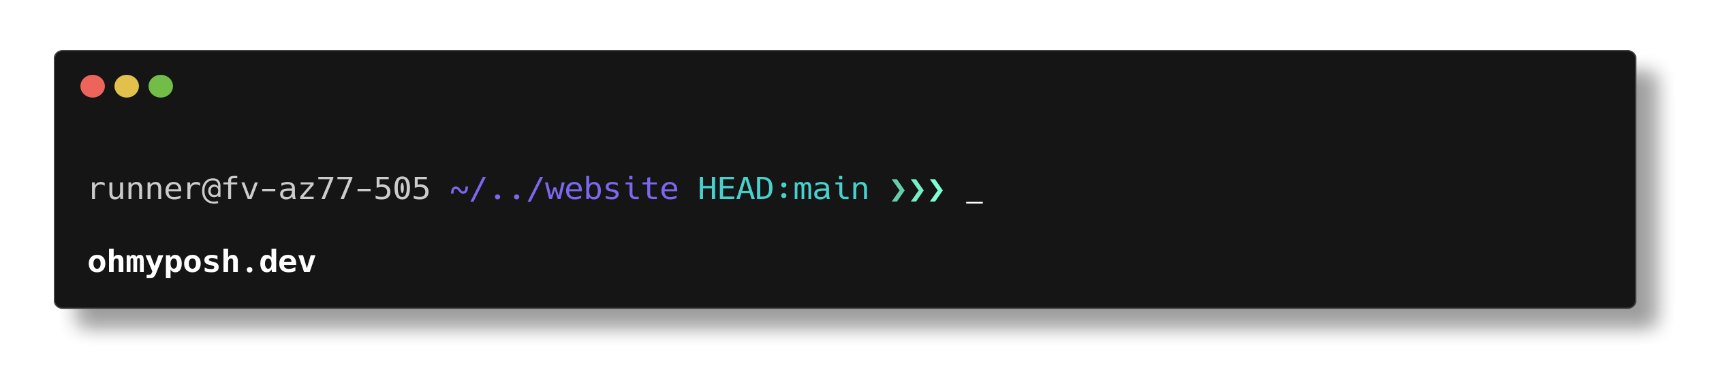 runner@fv-az77-505 ~/../website HEAD:main ❯❯❯ _
ohmyposh.dev